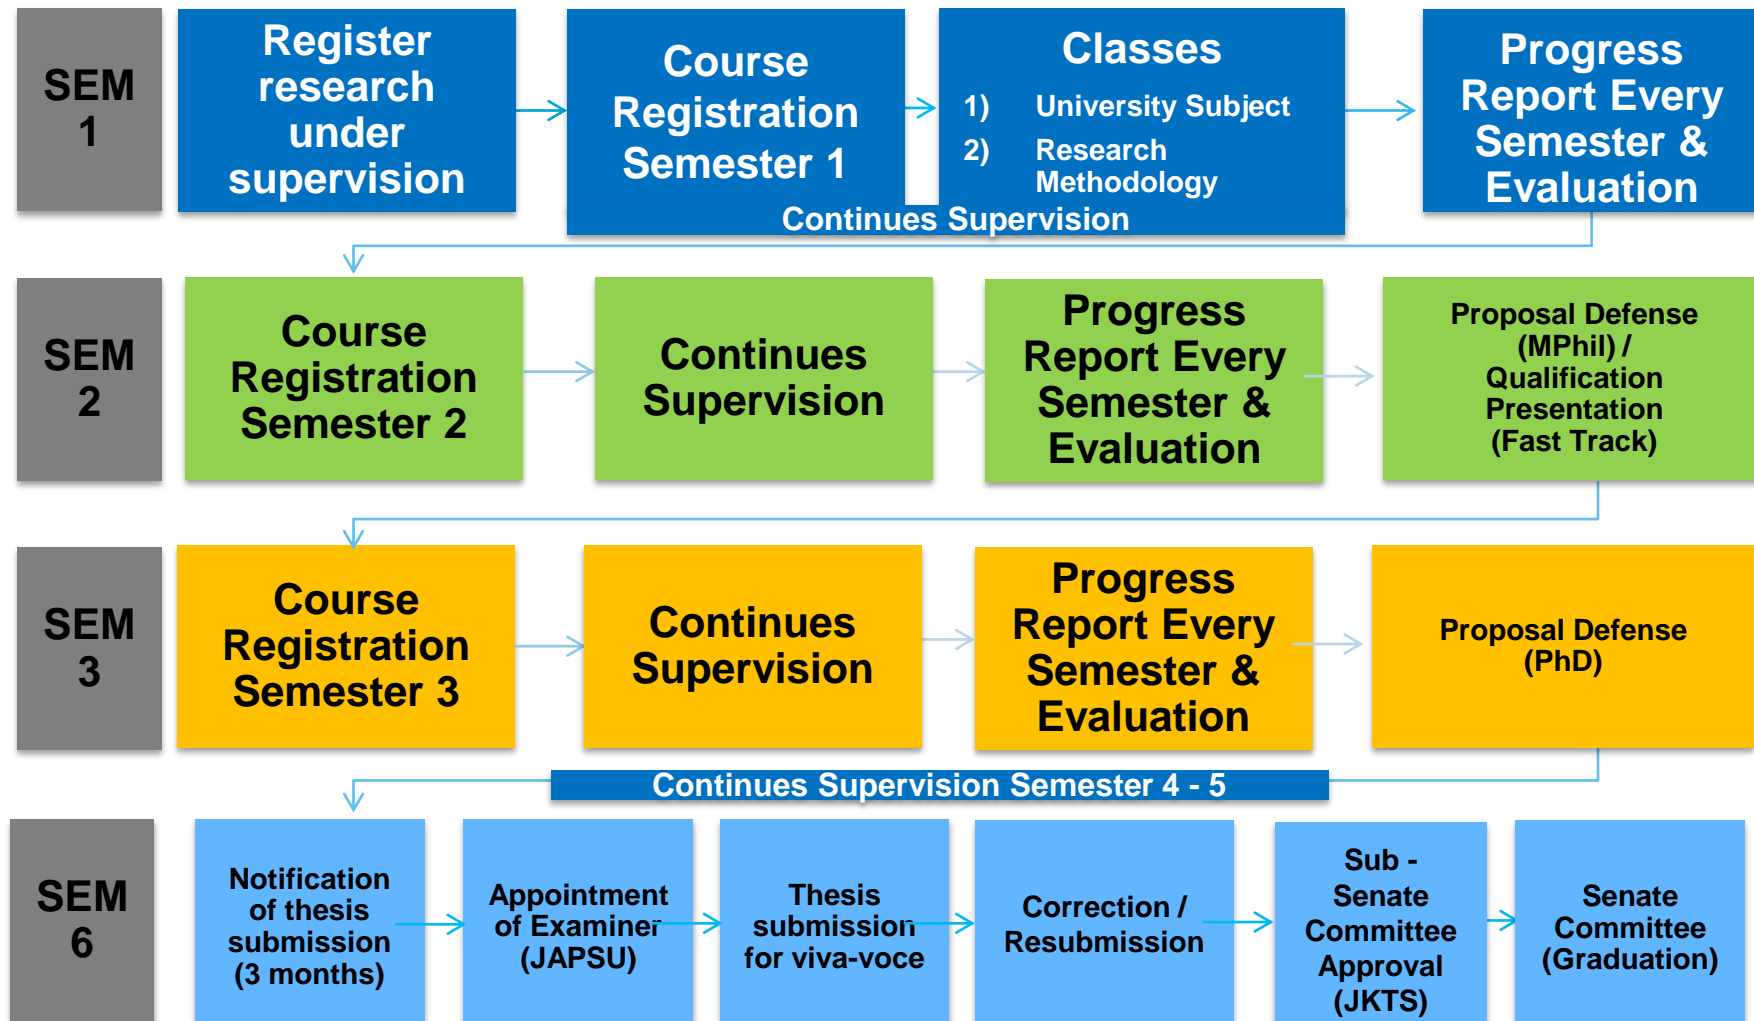 SEM
1
Register
research
under
supervision
Course
Registration
Semester 1
Classes
1) University Subject
2) Research
Methodology
Progress
Report Every
Semester &
Evaluation
Continues Supervision
SEM
2
Course
Registration
Semester 2
Continues
Supervision
Progress
Report Every
Semester &
Evaluation
Proposal Defense
(MPhil) /
Qualification
Presentation
(Fast Track)
SEM
3
Course
Registration
Semester 3
Continues
Supervision
Progress
Report Every
Semester &
Evaluation
Proposal Defense
(PhD)
Continues Supervision Semester 4 - 5
SEM
6
Notification
of thesis
submission
(3 months)
Appointment
of Examiner
(JAPSU)
Thesis
submission
for viva-voce
Correction /
Resubmission
Sub -
Senate
Committee
Approval
(JKTS)
Senate
Committee
(Graduation)